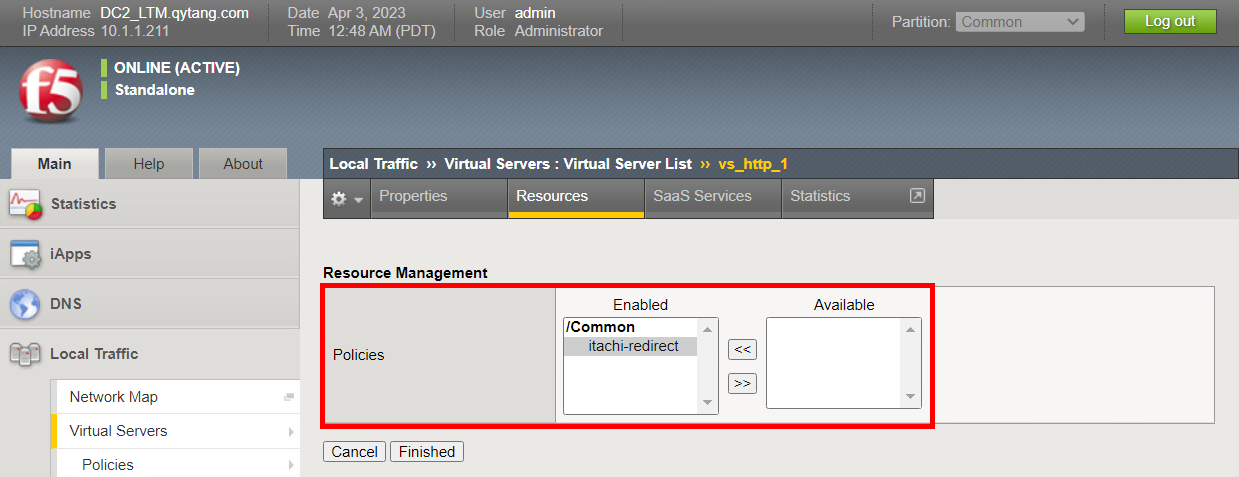 Hostname DC2_LTM.qytang.com Date Apr 3, 2023 User admin
IP Address 10.1.1.211 Time 12:48 AM (PDT) Role Administrator
Partition: Common Log out
f5
ONLINE (ACTIVE)
Standalone
Main Help About
Local Traffic ›› Virtual Servers : Virtual Server List ›› vs_http_1
Properties Resources SaaS Services Statistics
Statistics
iApps
DNS
Local Traffic
Network Map
Virtual Servers
Policies
Resource Management
Policies
Enabled Available
/Common
itachi-redirect
<<
>>
Cancel Finished